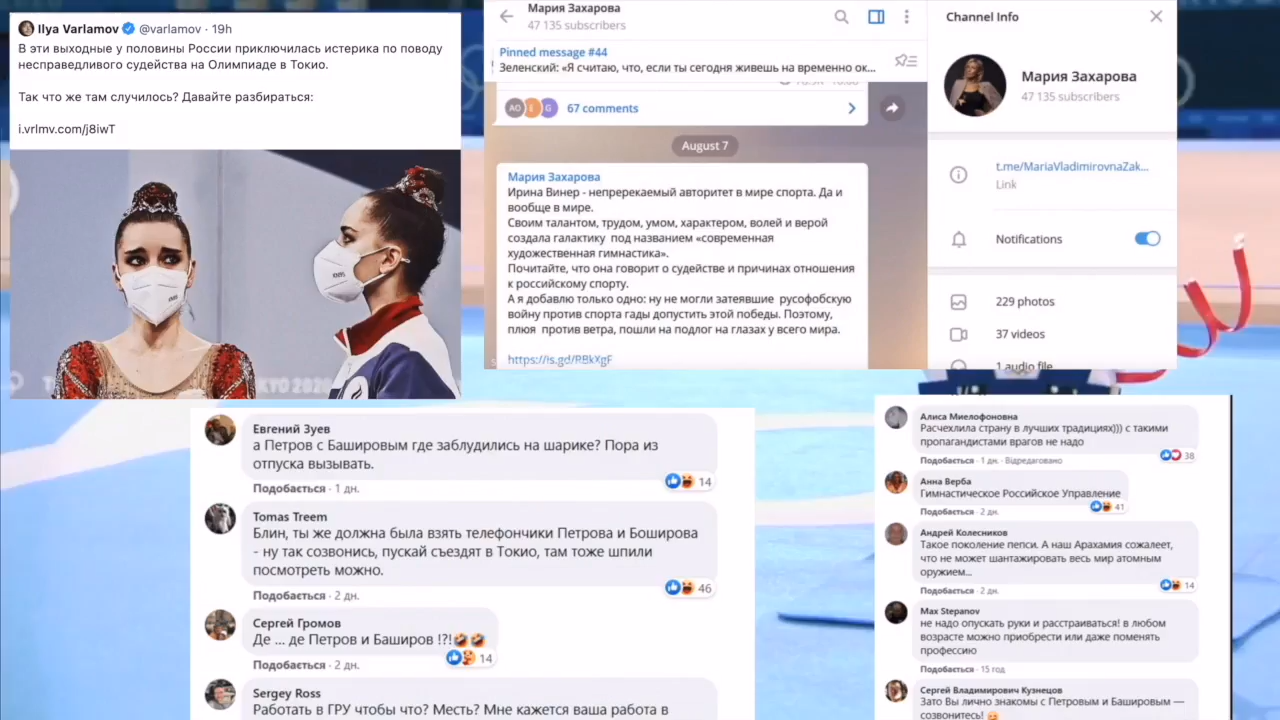 Ilya Varlamov @varlamov · 19h
В эти выходные у половины России приключилась истерика по поводу
несправедливого судейства на Олимпиаде в Токио.
Так что же там случилось? Давайте разбираться:
i.vrlmv.com/j8iwT
Мария Захарова
47 135 subscribers
Pinned message #44
Зеленский: «Я считаю, что, если ты сегодня живешь на временно ок...
AO E G 67 comments
August 7
Мария Захарова
Ирина Винер - непререкаемый авторитет в мире спорта. Да и
вообще в мире.
Своим талантом, трудом, умом, характером, волей и верой
создала галактику под названием «современная
художественная гимнастика».
Почитайте, что она говорит о судействе и причинах отношения
к российскому спорту.
А я добавлю только одно: ну не могли затеявшие русофобскую
войну против спорта гады допустить этой победы. Поэтому,
плюя против ветра, пошли на подлог на глазах у всего мира.
https://is.gd/PBkXgF
Channel Info
Мария Захарова
47 135 subscribers
t.me/MariaVladimirovnaZak...
Link
Notifications
229 photos
37 videos
1 audio file
Евгений Зуев
а Петров с Башировым где заблудились на шарике? Пора из
отпуска вызывать.
14
Подобається · 1 дн.
Tomas Treem
Блин, ты же должна была взять телефончики Петрова и Боширова
- ну так созвонись, пускай съездят в Токио, там тоже шпили
посмотреть можно.
46
Подобається · 2 дн.
Сергей Громов
Де ... де Петров и Баширов !?!🤣🤣
14
Подобається · 2 дн.
Sergey Ross
Работать в ГРУ чтобы что? Месть? Мне кажется ваша работа в
Алиса Миелофоновна
Расчехлила страну в лучших традициях))) с такими
пропагандистами врагов не надо
Подобається · 1 дн. · Відредаговано 38
Анна Верба
Гимнастическое Российское Управление
41
Подобається · 2 дн.
Андрей Колесников
Такое поколение пепси. А наш Арахамия сожалеет,
что не может шантажировать весь мир атомным
оружием...
14
Подобається · 2 дн.
Max Stepanov
не надо опускать руки и расстраиваться! в любом
возрасте можно приобрести или даже поменять
профессию
Подобається · 15 год
Сергей Владимирович Кузнецов
Зато Вы лично знакомы с Петровым и Башировым —
созвонитесь! 😊